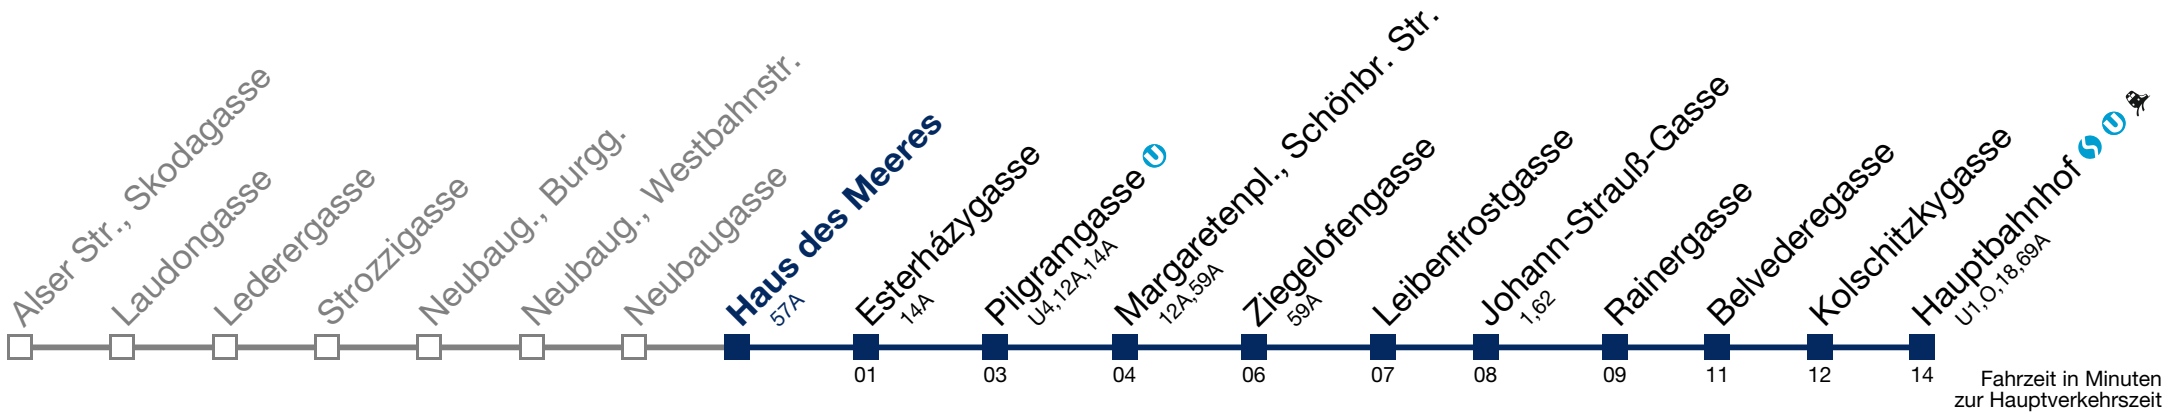 Alser Str., Skodagasse
Laudongasse
Lederergasse
Strozzigasse
Neubaug., Burgg.
Neubaug., Westbahnstr.
Neubaugasse
Haus des Meeres
57A
Esterházygasse
14A
Pilgramgasse U
U4,12A,14A
Margaretenpl., Schönbr. Str.
12A,59A
Ziegelofengasse
59A
Leibenfrostgasse
Johann-Strauß-Gasse
1,62
Rainergasse
Belvederegasse
Kolschitzkygasse
Hauptbahnhof S U
U1,O,18,69A
01 03 04 06 07 08 09 11 12 14
Fahrzeit in Minuten
zur Hauptverkehrszeit